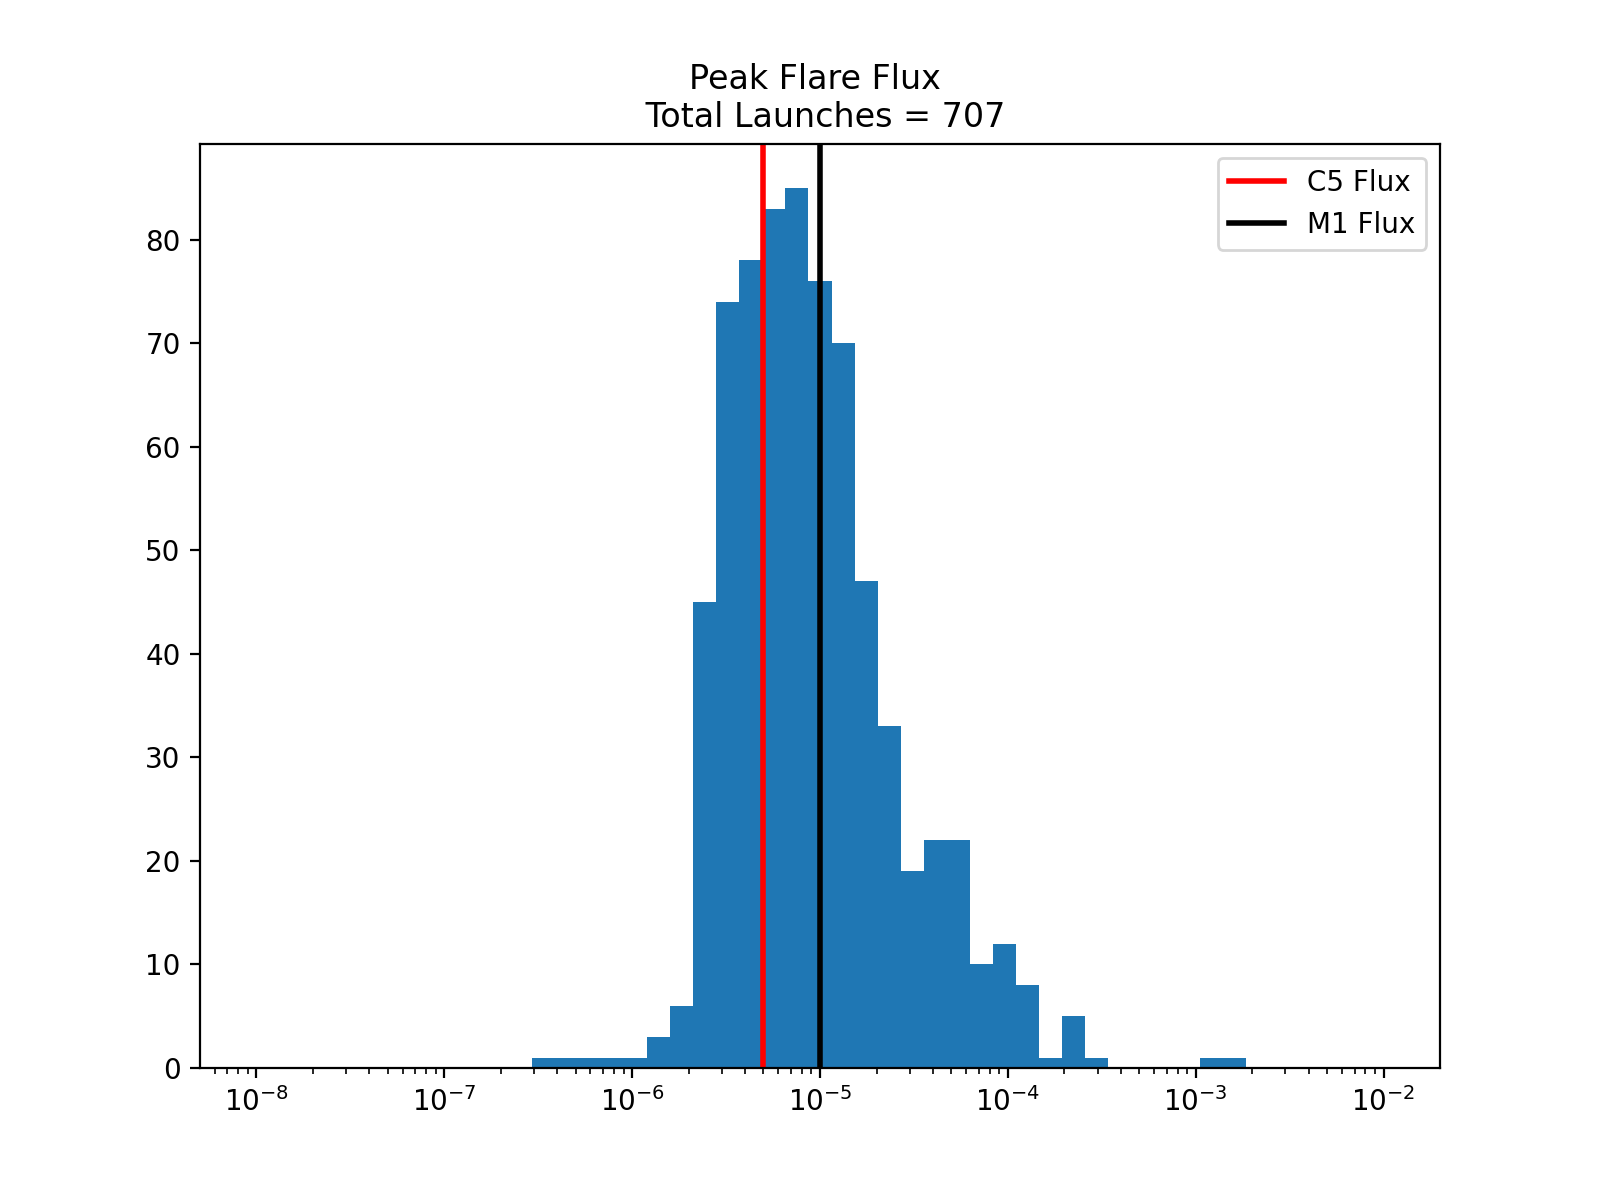 Peak Flare Flux
Total Launches = 707
C5 Flux
M1 Flux
80
70
60
50
40
30
20
10
0
10⁻⁸ 10⁻⁷ 10⁻⁶ 10⁻⁵ 10⁻⁴ 10⁻³ 10⁻²